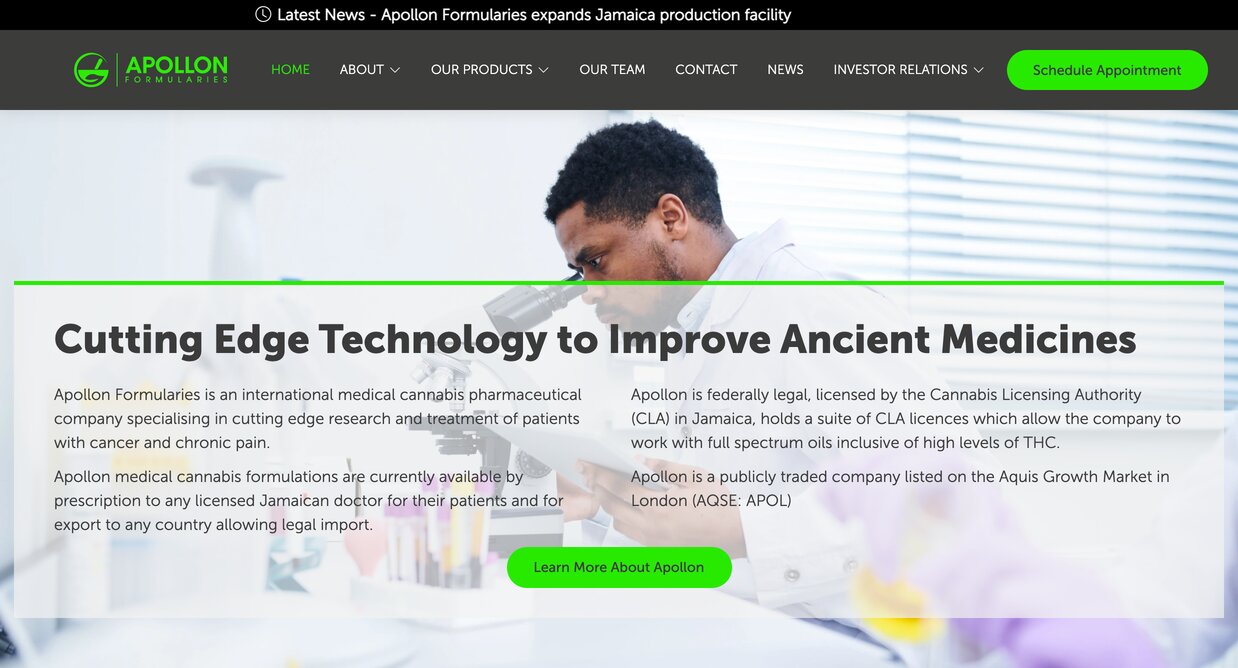 Latest News - Apollon Formularies expands Jamaica production facility
APOLLON
FORMULARIES
HOME
ABOUT
OUR PRODUCTS
OUR TEAM
CONTACT
NEWS
INVESTOR RELATIONS
Schedule Appointment
Cutting Edge Technology to Improve Ancient Medicines
Apollon Formularies is an international medical cannabis pharmaceutical
company specialising in cutting edge research and treatment of patients
with cancer and chronic pain.
Apollon medical cannabis formulations are currently available by
prescription to any licensed Jamaican doctor for their patients and for
export to any country allowing legal import.
Apollon is federally legal, licensed by the Cannabis Licensing Authority
(CLA) in Jamaica, holds a suite of CLA licences which allow the company to
work with full spectrum oils inclusive of high levels of THC.
Apollon is a publicly traded company listed on the Aquis Growth Market in
London (AQSE: APOL)
Learn More About Apollon